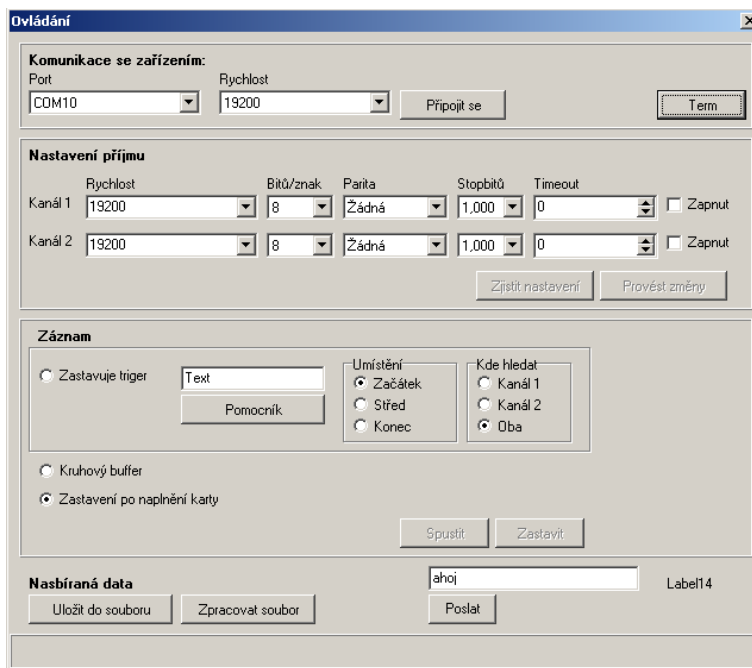 Ovládání
Komunikace se zařízením:
Port Rychlost
COM10 19200 Připojit se Term
Nastavení příjmu
Rychlost Bitů/znak Parita Stopbitů Timeout
Kanál 1 19200 8 Žádná 1,000 0 Zapnut
Kanál 2 19200 8 Žádná 1,000 0 Zapnut
Zjistit nastavení Provést změny
Záznam
Umístění Kde hledat
Zastavuje triger Text Začátek Kanál 1
Pomocník Střed Kanál 2
Konec Oba
Kruhový buffer
Zastavení po naplnění karty
Spustit Zastavit
Nasbíraná data ahoj Label14
Uložit do souboru Zpracovat soubor Poslat